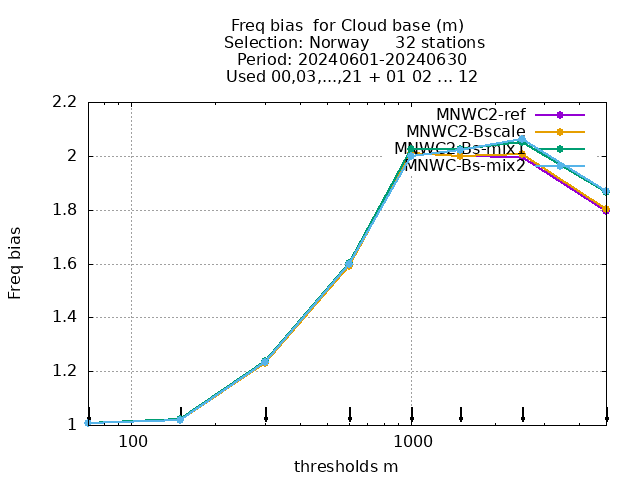 Freq bias  for Cloud base (m)
Selection: Norway     32 stations
Period: 20240601-20240630
Used 00,03,...,21 + 01 02 ... 12
MNWC2-ref
MNWC2-Bscale
MNWC2-Bs-mix1
MNWC-Bs-mix2
2.2
2
1.8
1.6
1.4
1.2
1
Freq bias
100
1000
thresholds m